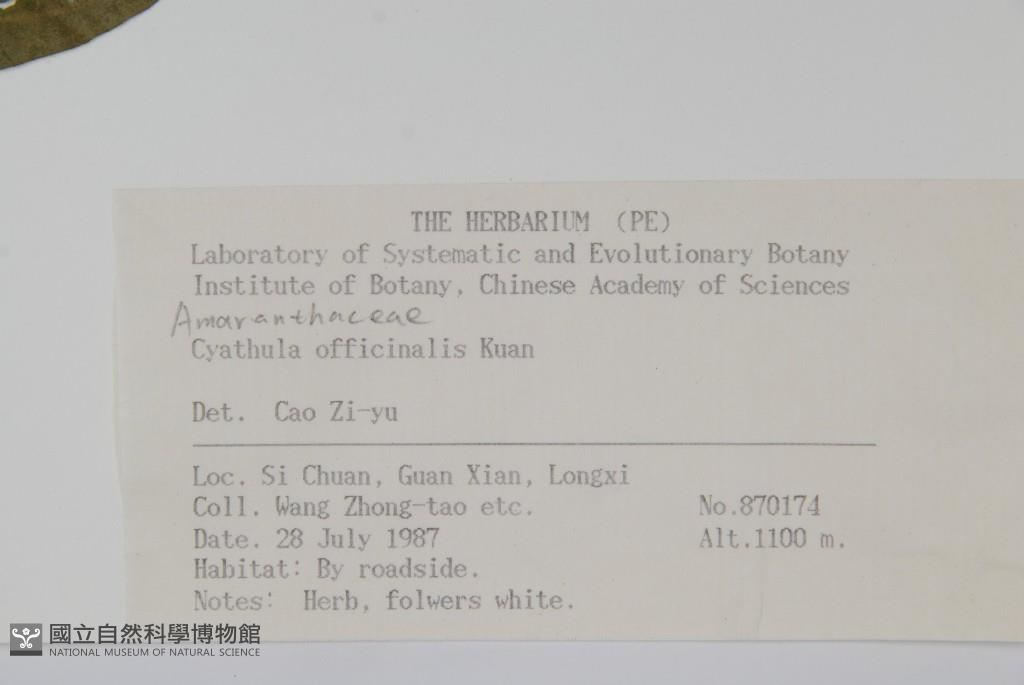 THE HERBARIUM (PE)
Laboratory of Systematic and Evolutionary Botany
Institute of Botany, Chinese Academy of Sciences
Amaranthaceae
Cyathula officinalis Kuan
Det. Cao Zi-yu
Loc. Si Chuan, Guan Xian, Longxi
Coll. Wang Zhong-tao etc. No.870174
Date. 28 July 1987 Alt.1100 m.
Habitat: By roadside.
Notes: Herb, folwers white.
國立自然科學博物館
NATIONAL MUSEUM OF NATURAL SCIENCE